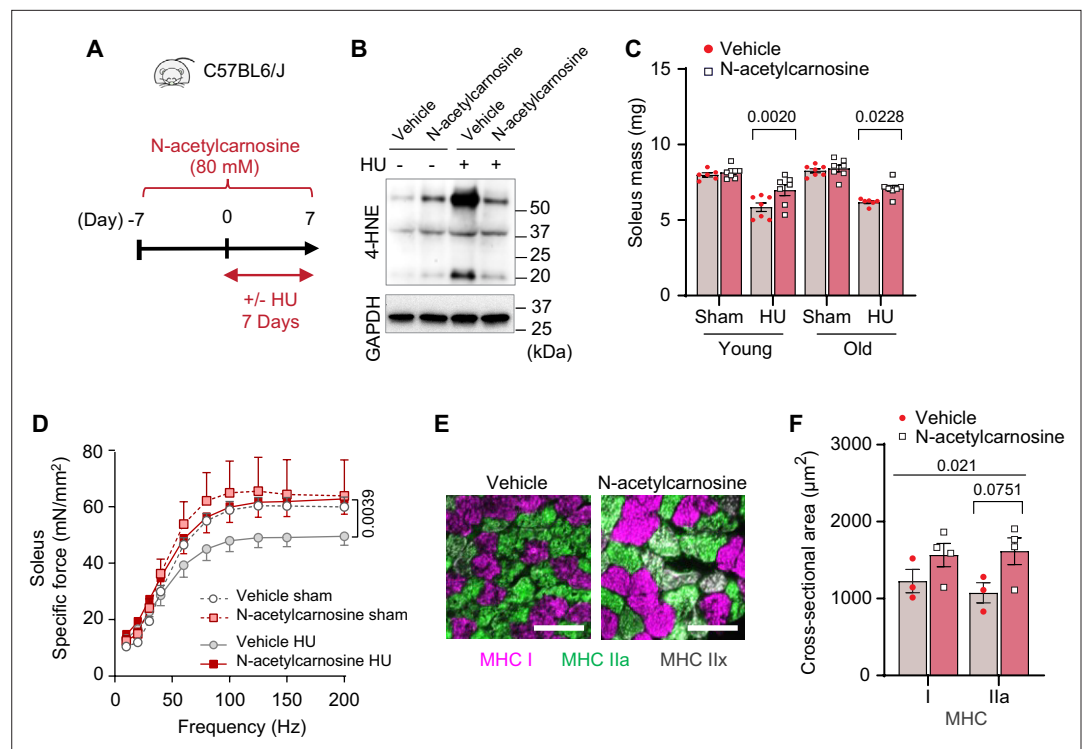 A
C57BL6/J
N-acetylcarnosine
(80 mM)
(Day) -7 0 7
+/- HU
7 Days
B
Vehicle
N-acetylcarnosine
Vehicle
N-acetylcarnosine
HU - - + +
4-HNE
50
37
25
20
GAPDH
37
25
(kDa)
C
Vehicle
N-acetylcarnosine
Soleus mass (mg)
15
10
5
0
0.0020
0.0228
Sham HU Sham HU
Young Old
D
Soleus
Specific force (mN/mm²)
80
60
40
20
0
0.0039
Vehicle sham
N-acetylcarnosine sham
Vehicle HU
N-acetylcarnosine HU
0 50 100 150 200
Frequency (Hz)
E
Vehicle N-acetylcarnosine
MHC I MHC IIa MHC IIx
F
Vehicle
N-acetylcarnosine
Cross-sectional area (µm²)
3000
2000
1000
0
0.021
0.0751
I IIa
MHC